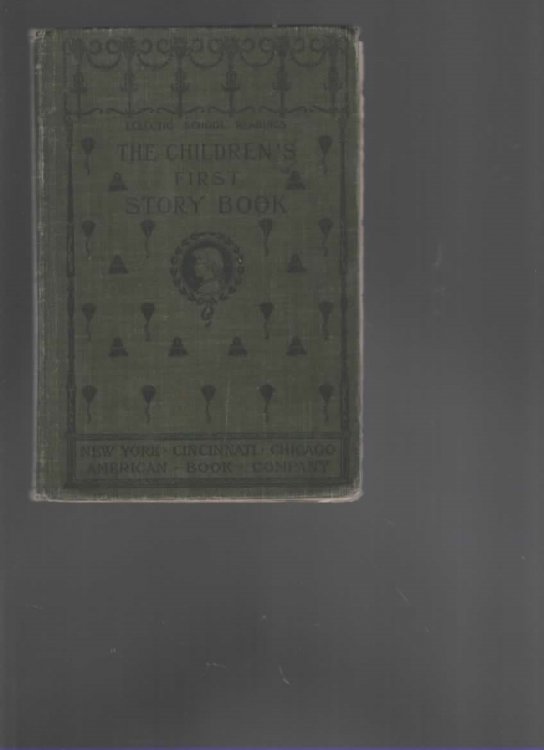 ECLECTIC SCHOOL READINGS
THE CHILDREN'S
FIRST
STORY BOOK
NEW YORK · CINCINNATI · CHICAGO
AMERICAN · BOOK · COMPANY